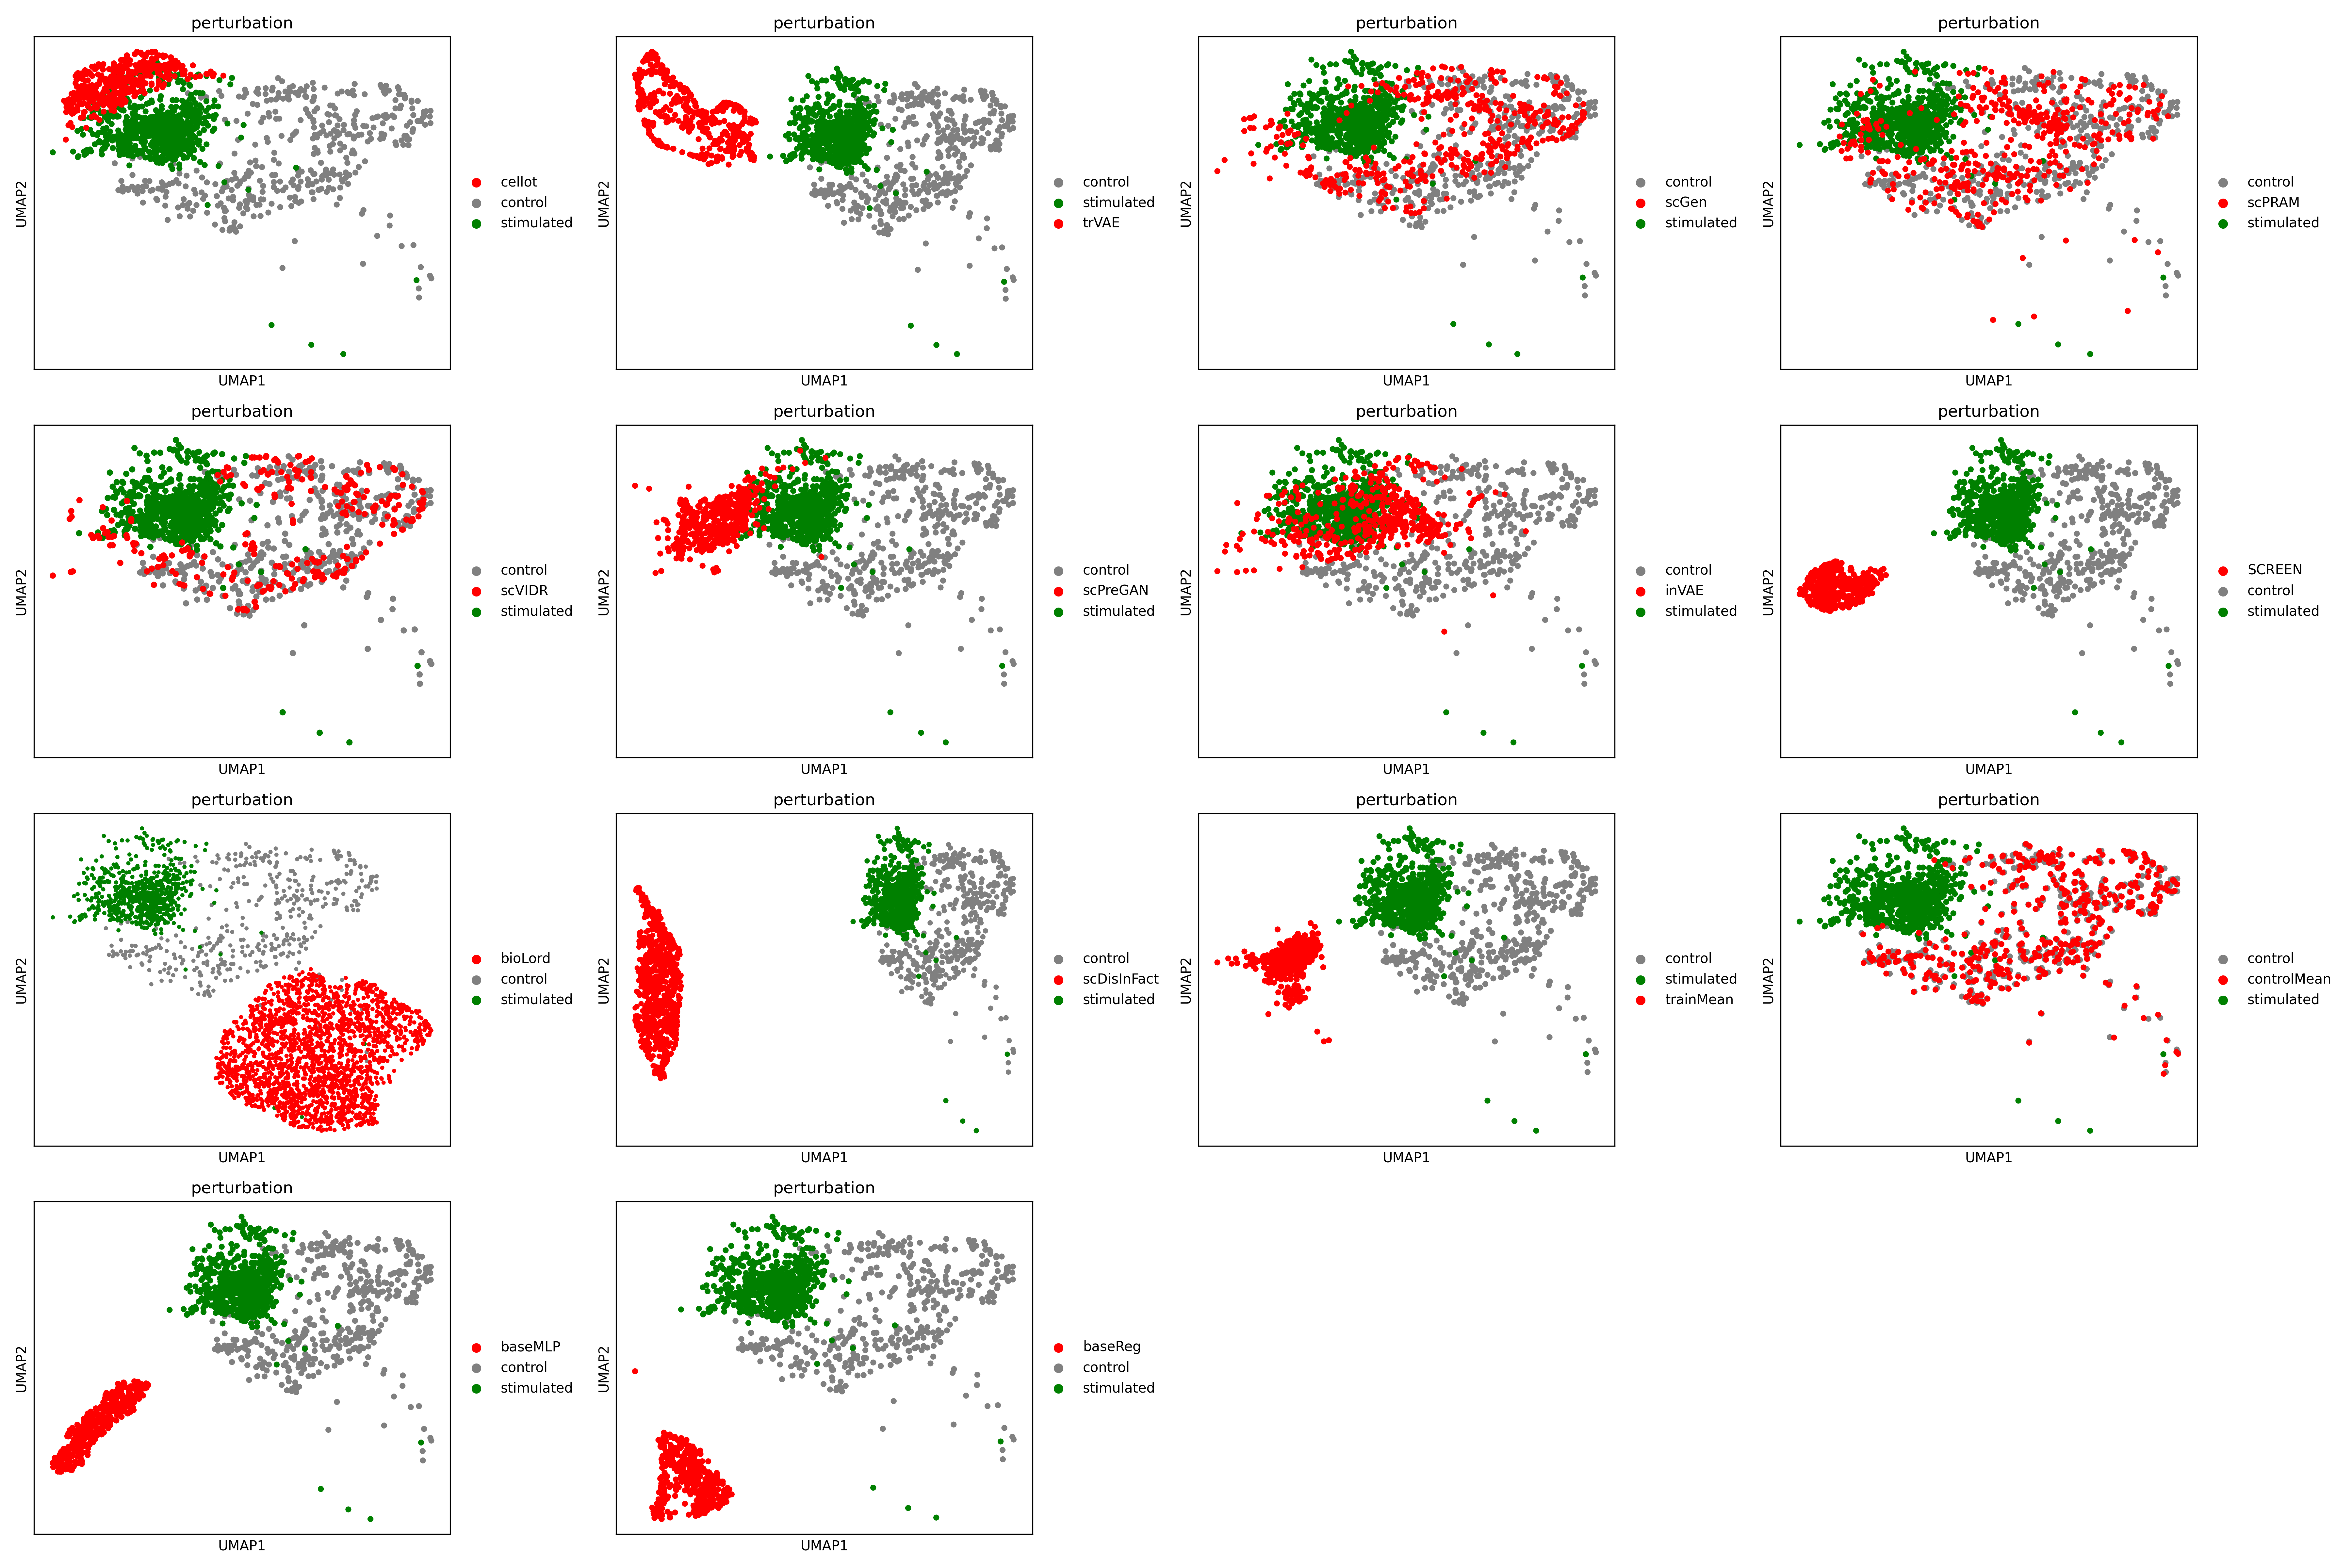 perturbation
UMAP2
cellot
control
stimulated
UMAP1
perturbation
UMAP2
control
stimulated
trVAE
UMAP1
perturbation
UMAP2
control
scGen
stimulated
UMAP1
perturbation
UMAP2
control
scPRAM
stimulated
UMAP1
perturbation
UMAP2
control
scVIDR
stimulated
UMAP1
perturbation
UMAP2
control
scPreGAN
stimulated
UMAP1
perturbation
UMAP2
control
inVAE
stimulated
UMAP1
perturbation
UMAP2
SCREEN
control
stimulated
UMAP1
perturbation
UMAP2
bioLord
control
stimulated
UMAP1
perturbation
UMAP2
control
scDisInFact
stimulated
UMAP1
perturbation
UMAP2
control
stimulated
trainMean
UMAP1
perturbation
UMAP2
control
controlMean
stimulated
UMAP1
perturbation
UMAP2
baseMLP
control
stimulated
UMAP1
perturbation
UMAP2
baseReg
control
stimulated
UMAP1